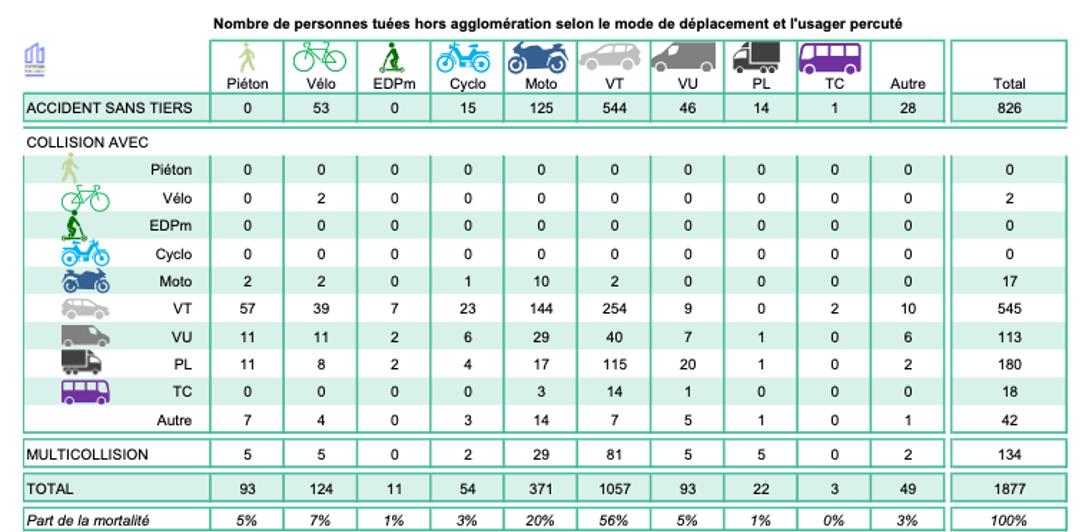 Nombre de personnes tuées hors agglomération selon le mode de déplacement et l'usager percuté
Piéton Vélo EDPm Cyclo Moto VT VU PL TC Autre Total
ACCIDENT SANS TIERS 0 53 0 15 125 544 46 14 1 28 826
COLLISION AVEC
Piéton 0 0 0 0 0 0 0 0 0 0 0
Vélo 0 2 0 0 0 0 0 0 0 0 2
EDPm 0 0 0 0 0 0 0 0 0 0 0
Cyclo 0 0 0 0 0 0 0 0 0 0 0
Moto 2 2 0 1 10 2 0 0 0 0 17
VT 57 39 7 23 144 254 9 0 2 10 545
VU 11 11 2 6 29 40 7 1 0 6 113
PL 11 8 2 4 17 115 20 1 0 2 180
TC 0 0 0 0 3 14 1 0 0 0 18
Autre 7 4 0 3 14 7 5 1 0 1 42
MULTICOLLISION 5 5 0 2 29 81 5 5 0 2 134
TOTAL 93 124 11 54 371 1057 93 22 3 49 1877
Part de la mortalité 5% 7% 1% 3% 20% 56% 5% 1% 0% 3% 100%